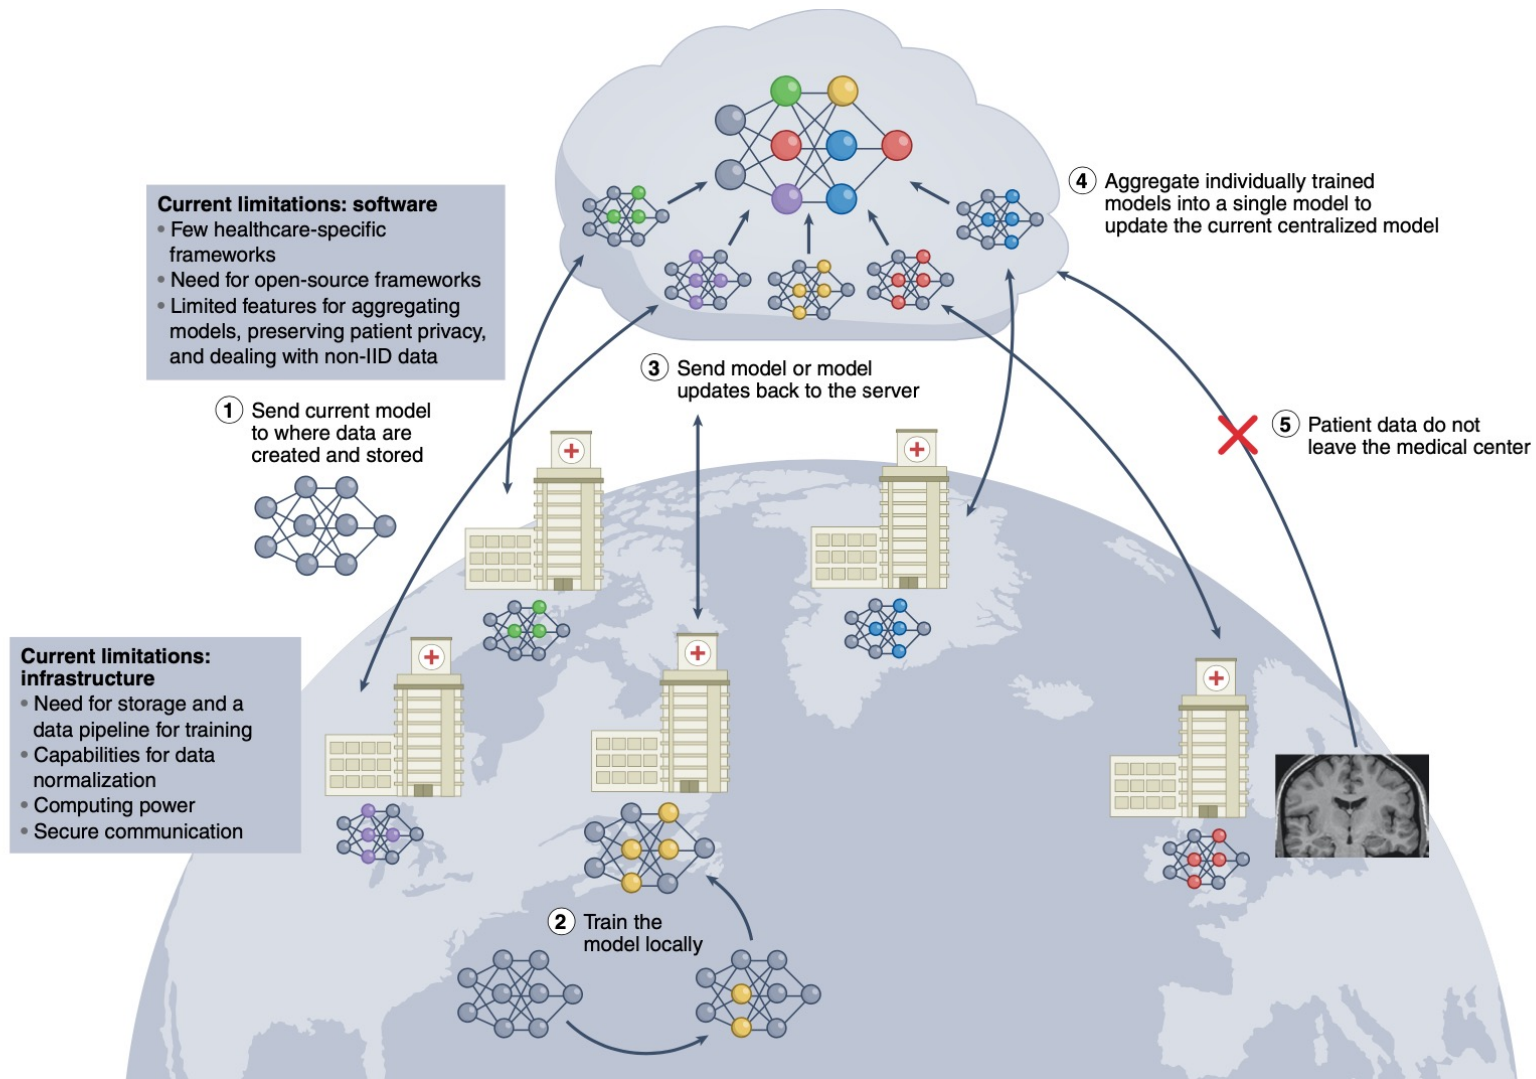 Current limitations: software
• Few healthcare-specific
frameworks
• Need for open-source frameworks
• Limited features for aggregating
models, preserving patient privacy,
and dealing with non-IID data
4 Aggregate individually trained
models into a single model to
update the current centralized model
3 Send model or model
updates back to the server
1 Send current model
to where data are
created and stored
5 Patient data do not
leave the medical center
Current limitations:
infrastructure
• Need for storage and a
data pipeline for training
• Capabilities for data
normalization
• Computing power
• Secure communication
2 Train the
model locally